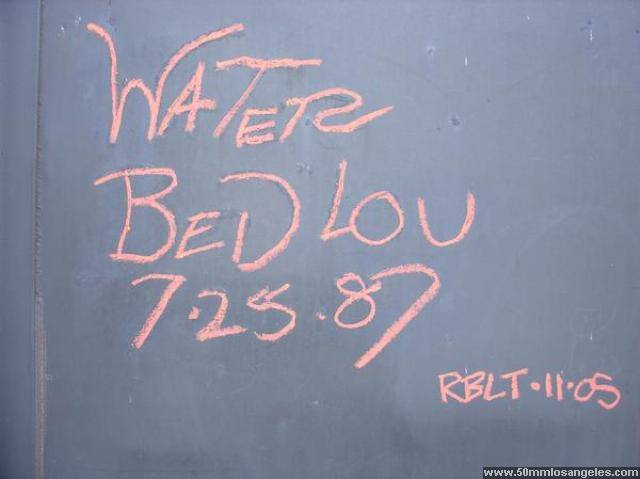 WATER
BED LOU
7.25.87
RBLT.11.05
www.50mmlosangeles.com